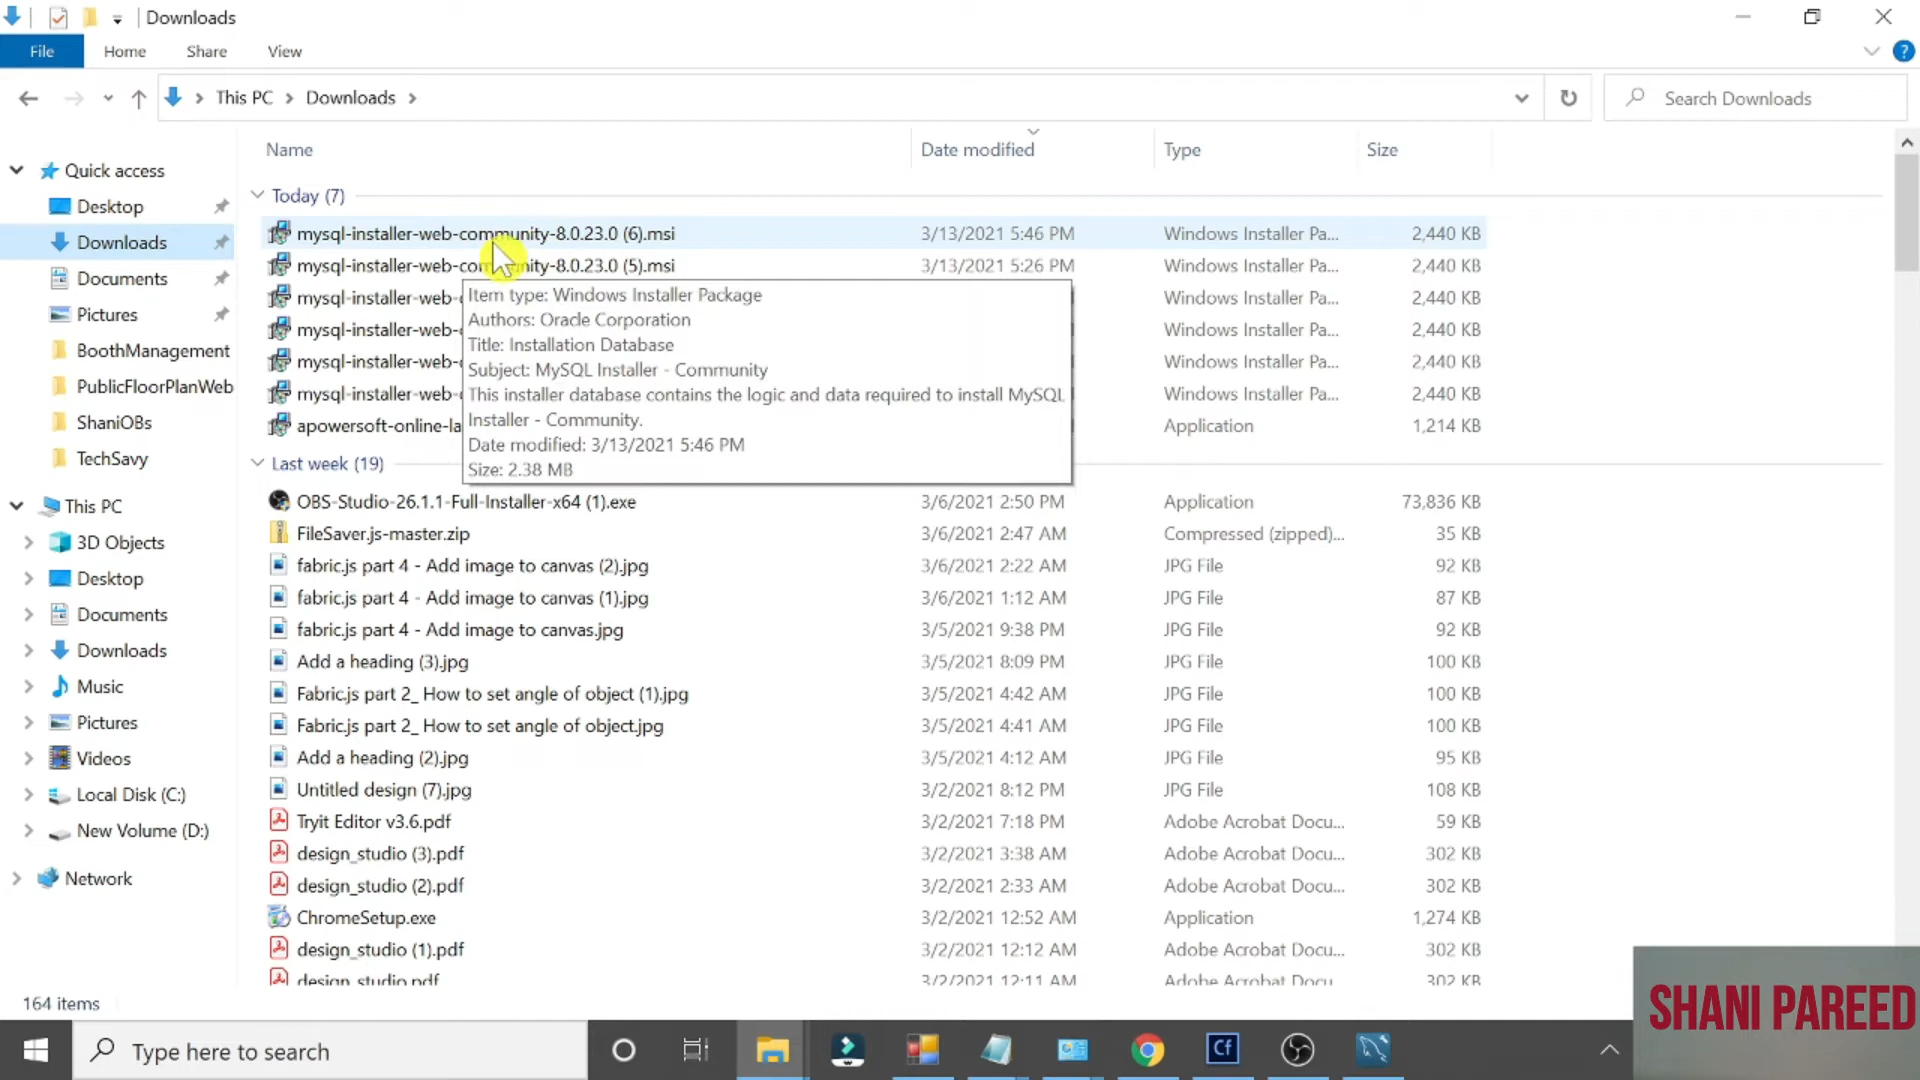 Downloads
File Home Share View
This PC Downloads
Search Downloads
Name Date modified Type Size
Quick access
Desktop
Downloads
Documents
Pictures
BoothManagement
PublicFloorPlanWeb
ShaniOBs
TechSavy
This PC
3D Objects
Desktop
Documents
Downloads
Music
Pictures
Videos
Local Disk (C:)
New Volume (D:)
Network
Today (7)
mysql-installer-web-community-8.0.23.0 (6).msi 3/13/2021 5:46 PM Windows Installer Pa... 2,440 KB
mysql-installer-web-community-8.0.23.0 (5).msi 3/13/2021 5:26 PM Windows Installer Pa... 2,440 KB
mysql-installer-web- Windows Installer Pa... 2,440 KB
mysql-installer-web- Windows Installer Pa... 2,440 KB
mysql-installer-web- Windows Installer Pa... 2,440 KB
mysql-installer-web- Windows Installer Pa... 2,440 KB
apowersoft-online-la Application 1,214 KB
Item type: Windows Installer Package
Authors: Oracle Corporation
Title: Installation Database
Subject: MySQL Installer - Community
This installer database contains the logic and data required to install MySQL
Installer - Community.
Date modified: 3/13/2021 5:46 PM
Size: 2.38 MB
Last week (19)
OBS-Studio-26.1.1-Full-Installer-x64 (1).exe 3/6/2021 2:50 PM Application 73,836 KB
FileSaver.js-master.zip 3/6/2021 2:47 AM Compressed (zipped)... 35 KB
fabric.js part 4 - Add image to canvas (2).jpg 3/6/2021 2:22 AM JPG File 92 KB
fabric.js part 4 - Add image to canvas (1).jpg 3/6/2021 1:12 AM JPG File 87 KB
fabric.js part 4 - Add image to canvas.jpg 3/5/2021 9:38 PM JPG File 92 KB
Add a heading (3).jpg 3/5/2021 8:09 PM JPG File 100 KB
Fabric.js part 2_ How to set angle of object (1).jpg 3/5/2021 4:42 AM JPG File 100 KB
Fabric.js part 2_ How to set angle of object.jpg 3/5/2021 4:41 AM JPG File 100 KB
Add a heading (2).jpg 3/5/2021 4:12 AM JPG File 95 KB
Untitled design (7).jpg 3/2/2021 8:12 PM JPG File 108 KB
Tryit Editor v3.6.pdf 3/2/2021 7:18 PM Adobe Acrobat Docu... 59 KB
design_studio (3).pdf 3/2/2021 3:38 AM Adobe Acrobat Docu... 302 KB
design_studio (2).pdf 3/2/2021 2:33 AM Adobe Acrobat Docu... 302 KB
ChromeSetup.exe 3/2/2021 12:52 AM Application 1,274 KB
design_studio (1).pdf 3/2/2021 12:12 AM Adobe Acrobat Docu... 302 KB
design_studio.pdf 3/2/2021 12:11 AM Adobe Acrobat Docu... 302 KB
164 items
SHANI PAREED
Type here to search
Cf